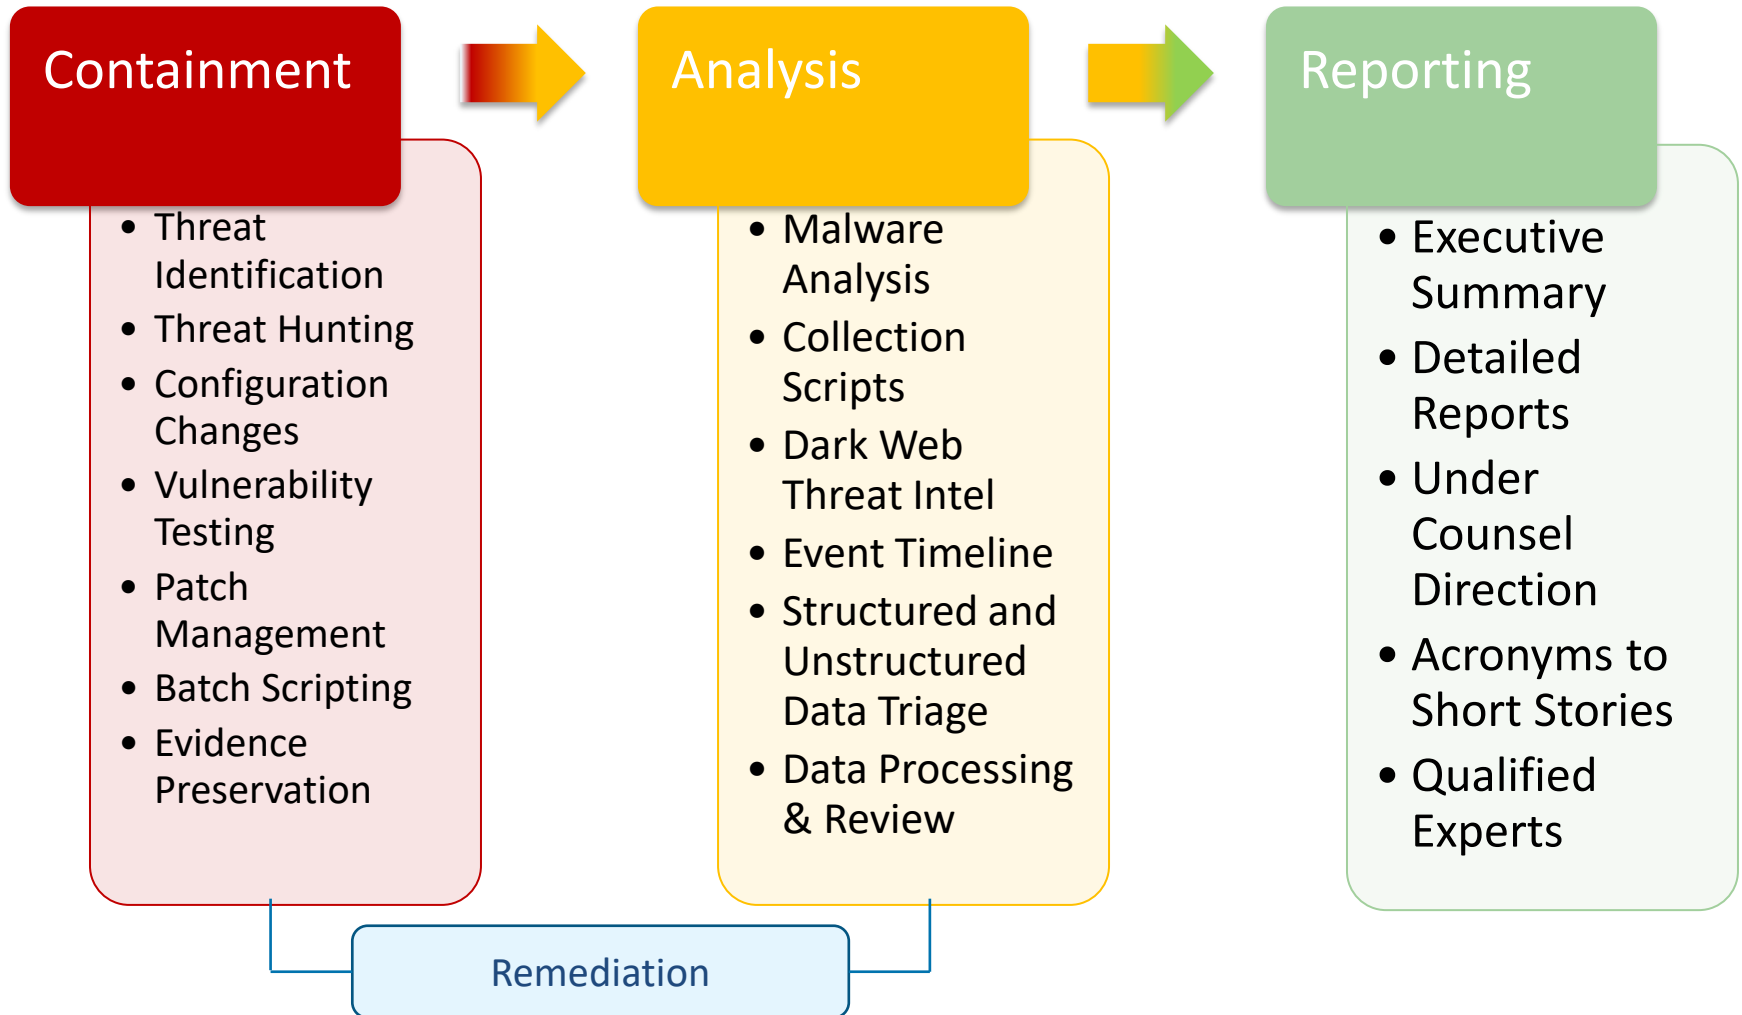 Containment
• Threat
Identification
• Threat Hunting
• Configuration
Changes
• Vulnerability
Testing
• Patch
Management
• Batch Scripting
• Evidence
Preservation
Analysis
• Malware
Analysis
• Collection
Scripts
• Dark Web
Threat Intel
• Event Timeline
• Structured and
Unstructured
Data Triage
• Data Processing
& Review
Reporting
• Executive
Summary
• Detailed
Reports
• Under
Counsel
Direction
• Acronyms to
Short Stories
• Qualified
Experts
Remediation